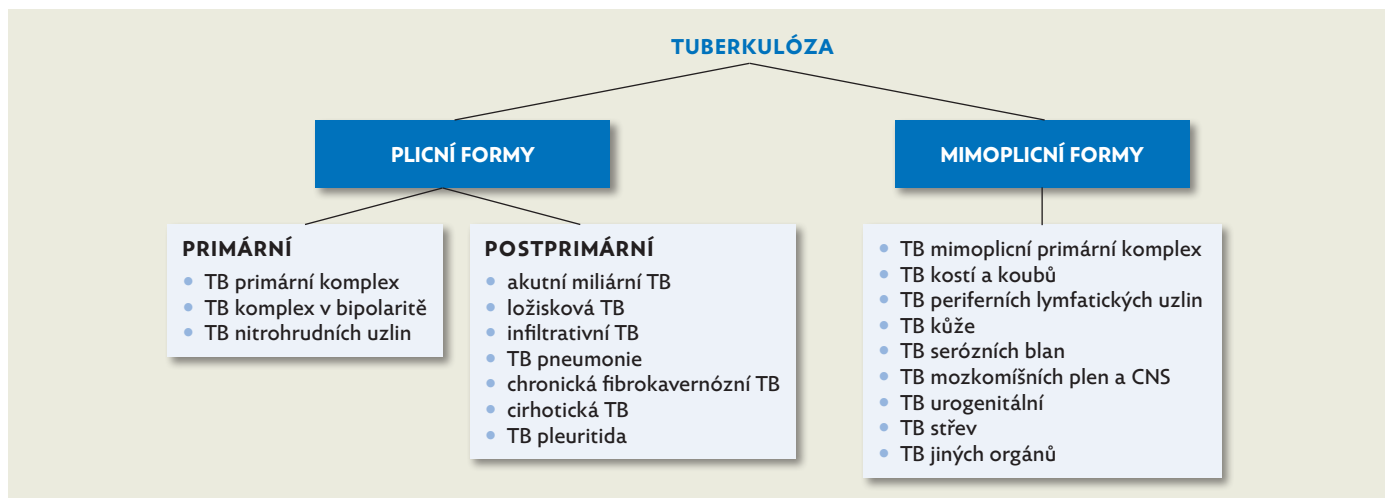 TUBERKULÓZA
PLICNÍ FORMY
MIMOPLICNÍ FORMY
PRIMÁRNÍ
• TB primární komplex
• TB komplex v bipolaritě
• TB nitrohrudních uzlin
POSTPRIMÁRNÍ
• akutní miliární TB
• ložisková TB
• infiltrativní TB
• TB pneumonie
• chronická fibrokavernózní TB
• cirhotická TB
• TB pleuritida
• TB mimoplicní primární komplex
• TB kostí a koubů
• TB periferních lymfatických uzlin
• TB kůže
• TB serózních blan
• TB mozkomíšních plen a CNS
• TB urogenitální
• TB střev
• TB jiných orgánů